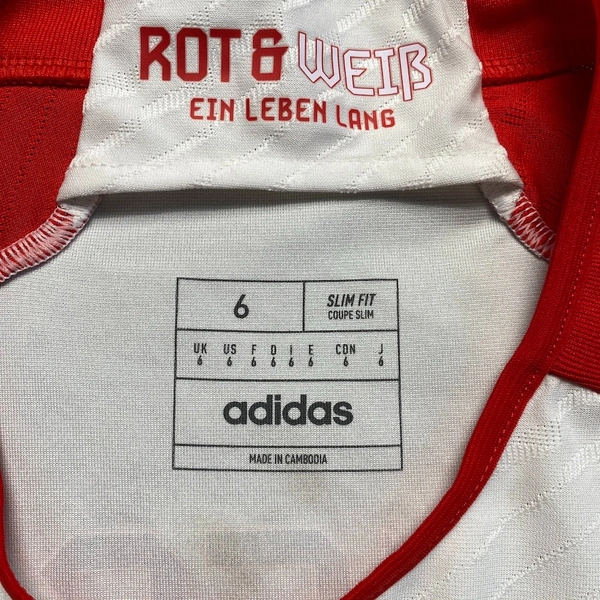 ROT & WEIß
EIN LEBEN LANG
6 SLIM FIT
COUPE SLIM
UK US F D I E CDN J
6 6 6 6 6 6 6 6
adidas
MADE IN CAMBODIA